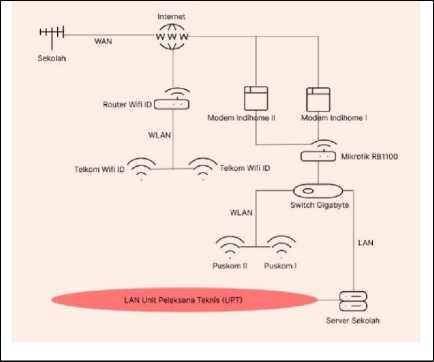 Internet
WAN
WWW
Sekolah
Router Wifi ID
Modem Indihome II
Modem Indihome I
WLAN
Mikrotik RB1100
Telkom Wifi ID
Telkom Wifi ID
Switch Gigabyte
WLAN
LAN
Puskom II
Puskom I
LAN Unit Pelaksana Teknis (UPT)
Server Sekolah